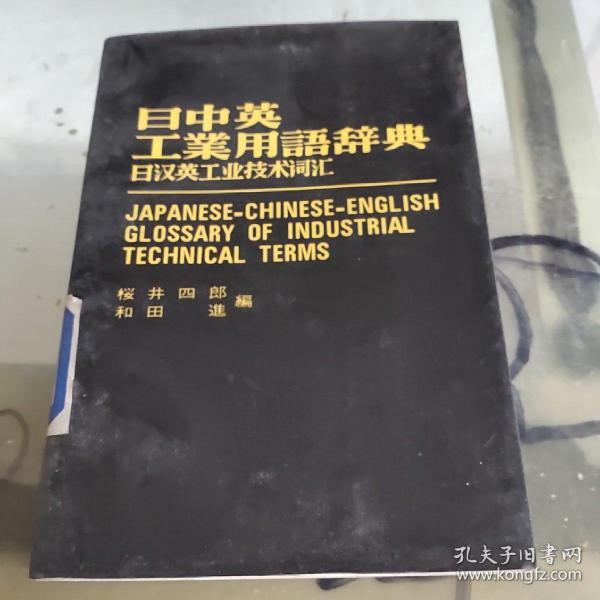 日中英
工業用語辞典
日汉英工业技术词汇
JAPANESE-CHINESE-ENGLISH
GLOSSARY OF INDUSTRIAL
TECHNICAL TERMS
桜井四郎
和田 進
編
孔夫子旧书网
www.kongfz.com